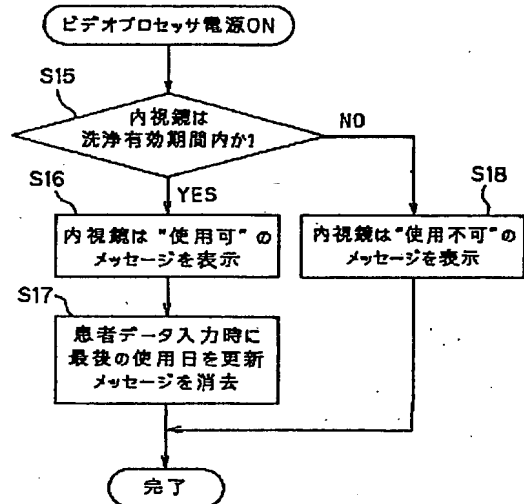 ビデオプロセッサ電源ON
S15
内視鏡は
洗浄有効期間内か?
NO
YES
S16
内視鏡は"使用可"の
メッセージを表示
S18
内視鏡は"使用不可"の
メッセージを表示
S17
患者データ入力時に
最後の使用日を更新
メッセージを消去
完了